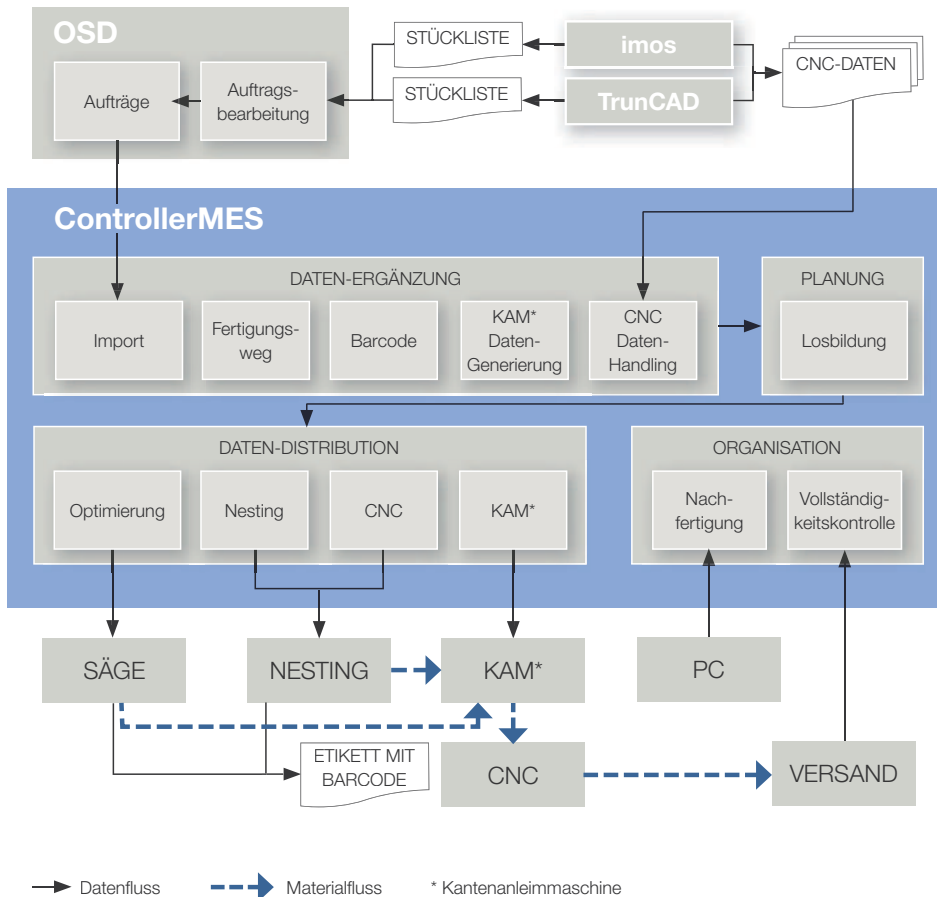 OSD
STÜCKLISTE
imos
CNC-DATEN
Aufträge
Auftrags-
bearbeitung
STÜCKLISTE
TrunCAD
ControllerMES
DATEN-ERGÄNZUNG
Import
Fertigungs-
weg
Barcode
KAM*
Daten-
Generierung
CNC
Daten-
Handling
PLANUNG
Losbildung
DATEN-DISTRIBUTION
Optimierung
Nesting
CNC
KAM*
ORGANISATION
Nach-
fertigung
Vollständig-
keitskontrolle
SÄGE
NESTING
KAM*
PC
ETIKETT MIT
BARCODE
CNC
VERSAND
Datenfluss
Materialfluss
* Kantenanleimmaschine